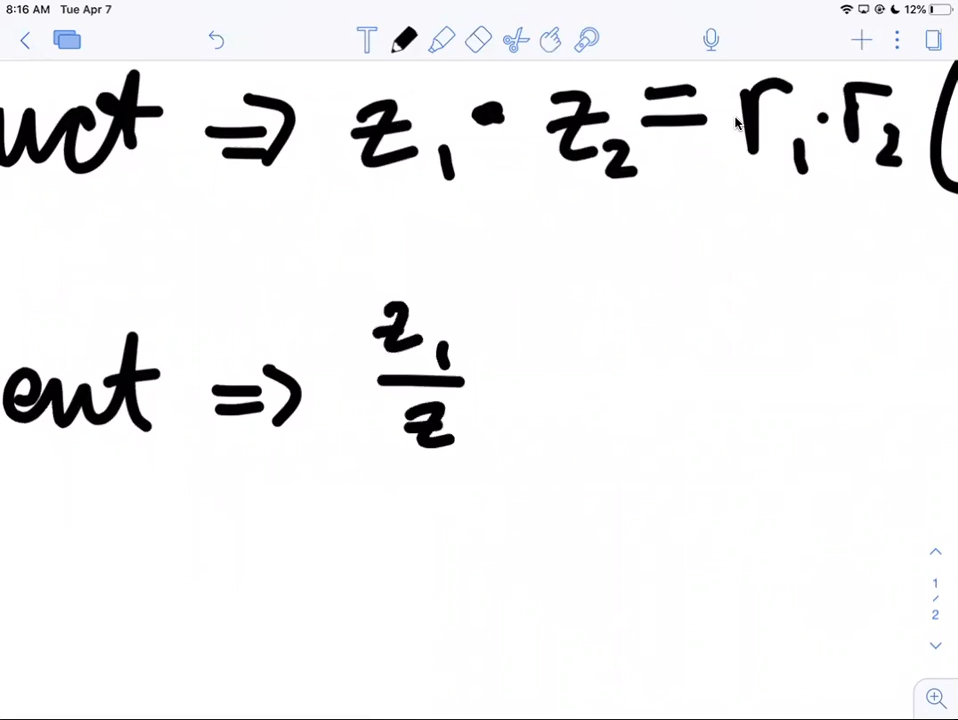 8:16 AM Tue Apr 7 12%
T
uct => z₁ · z₂ = r₁ · r₂ (
ent => z₁
z
1
/
2